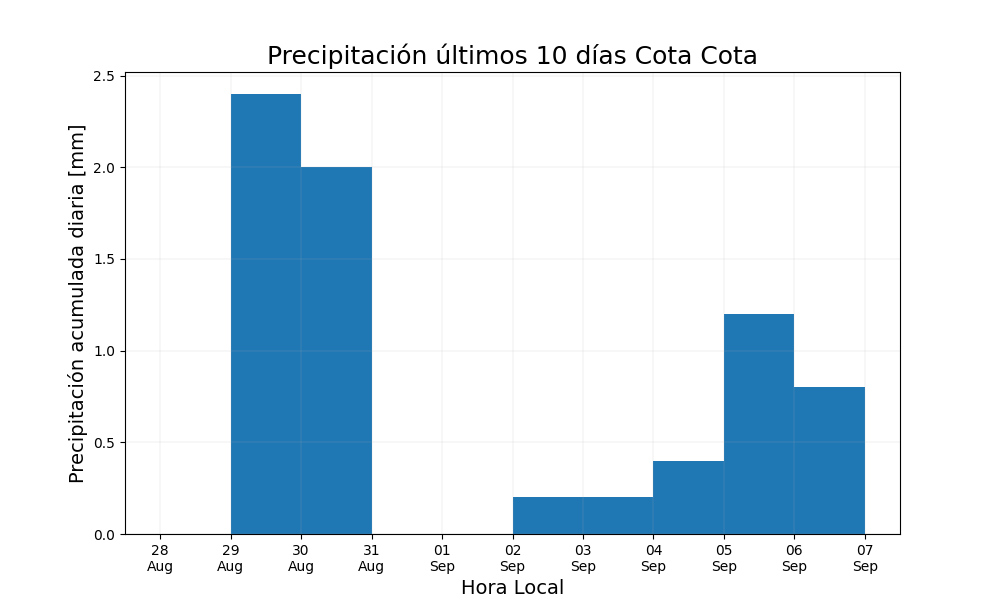 Precipitación últimos 10 días Cota Cota
Precipitación acumulada diaria [mm]
2.5
2.0
1.5
1.0
0.5
0.0
28 29 30 31 01 02 03 04 05 06 07
Aug Aug Aug Aug Sep Sep Sep Sep Sep Sep Sep
Hora Local